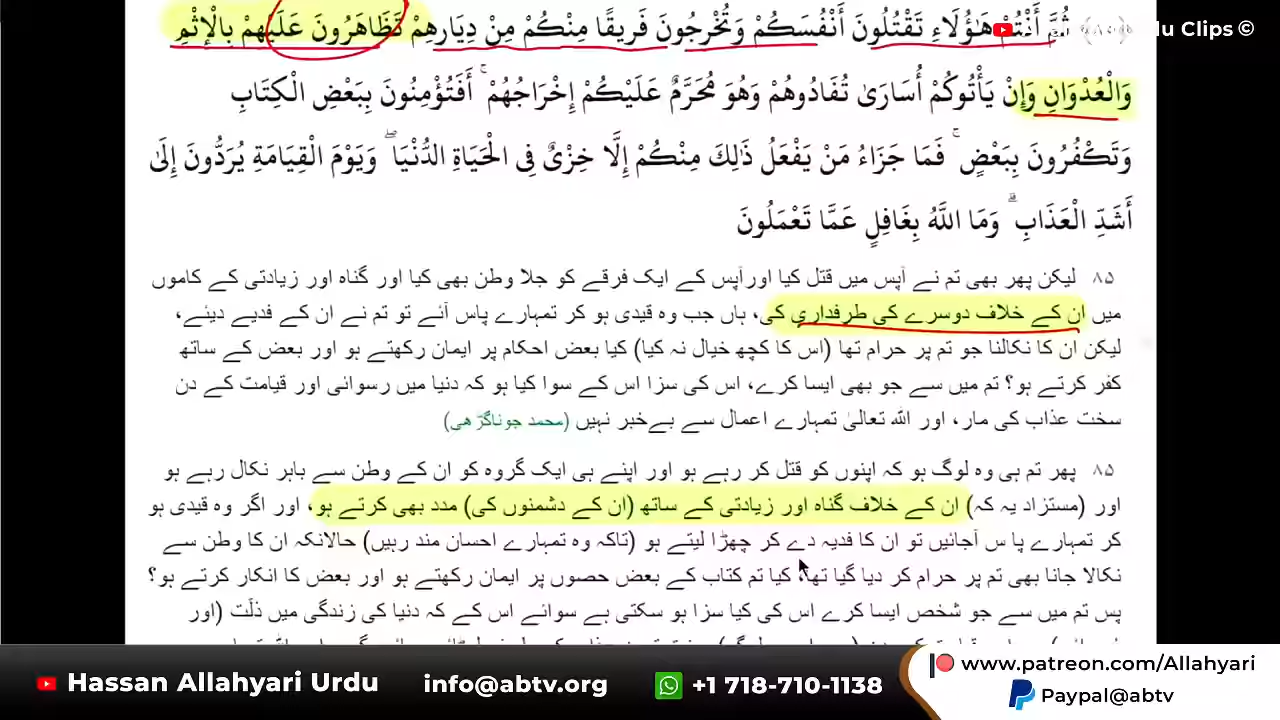 ثُمَّ أَنْتُمْ هَٰؤُلَاءِ تَقْتُلُونَ أَنْفُسَكُمْ وَتُخْرِجُونَ فَرِيقًا مِنْكُمْ مِنْ دِيَارِهِمْ تَظَاهَرُونَ عَلَيْهِمْ بِالْإِثْمِ
du Clips ©
وَالْعُدْوَانِ وَإِنْ يَأْتُوكُمْ أُسَارَىٰ تُفَادُوهُمْ وَهُوَ مُحَرَّمٌ عَلَيْكُمْ إِخْرَاجُهُمْ ۚ أَفَتُؤْمِنُونَ بِبَعْضِ الْكِتَابِ
وَتَكْفُرُونَ بِبَعْضٍ ۚ فَمَا جَزَاءُ مَنْ يَفْعَلُ ذَٰلِكَ مِنْكُمْ إِلَّا خِزْيٌ فِي الْحَيَاةِ الدُّنْيَا ۖ وَيَوْمَ الْقِيَامَةِ يُرَدُّونَ إِلَىٰ
أَشَدِّ الْعَذَابِ ۗ وَمَا اللَّهُ بِغَافِلٍ عَمَّا تَعْمَلُونَ
۸۵ لیکن پھر بھی تم نے آپس میں قتل کیا اورآپس کے ایک فرقے کو جلا وطن بھی کیا اور گناه اور زیادتی کے کاموں
میں ان کے خلاف دوسرے کی طرفداری کی، ہاں جب وه قیدی ہو کر تمہارے پاس آئے تو تم نے ان کے فدیے دیئے،
لیکن ان کا نکالنا جو تم پر حرام تھا (اس کا کچھ خیال نہ کیا) کیا بعض احکام پر ایمان رکھتے ہو اور بعض کے ساتھ
کفر کرتے ہو؟ تم میں سے جو بھی ایسا کرے، اس کی سزا اس کے سوا کیا ہو کہ دنیا میں رسوائی اور قیامت کے دن
سخت عذاب کی مار، اور اللہ تعالیٰ تمہارے اعمال سے بےخبر نہیں (محمد جوناگڑھی)
۸۵ پھر تم ہی وہ لوگ ہو کہ اپنوں کو قتل کر رہے ہو اور اپنے ہی ایک گروہ کو ان کے وطن سے باہر نکال رہے ہو
اور (مستزاد یہ کہ) ان کے خلاف گناہ اور زیادتی کے ساتھ (ان کے دشمنوں کی) مدد بھی کرتے ہو، اور اگر وہ قیدی ہو
کر تمہارے پا س آجائیں تو ان کا فدیہ دے کر چھڑا لیتے ہو (تاکہ وہ تمہارے احسان مند رہیں) حالانکہ ان کا وطن سے
نکالا جانا بھی تم پر حرام کر دیا گیا تھا، کیا تم کتاب کے بعض حصوں پر ایمان رکھتے ہو اور بعض کا انکار کرتے ہو؟
پس تم میں سے جو شخص ایسا کرے اس کی کیا سزا ہو سکتی ہے سوائے اس کے کہ دنیا کی زندگی میں ذلّت (اور
Hassan Allahyari Urdu info@abtv.org +1 718-710-1138
www.patreon.com/Allahyari
Paypal@abtv